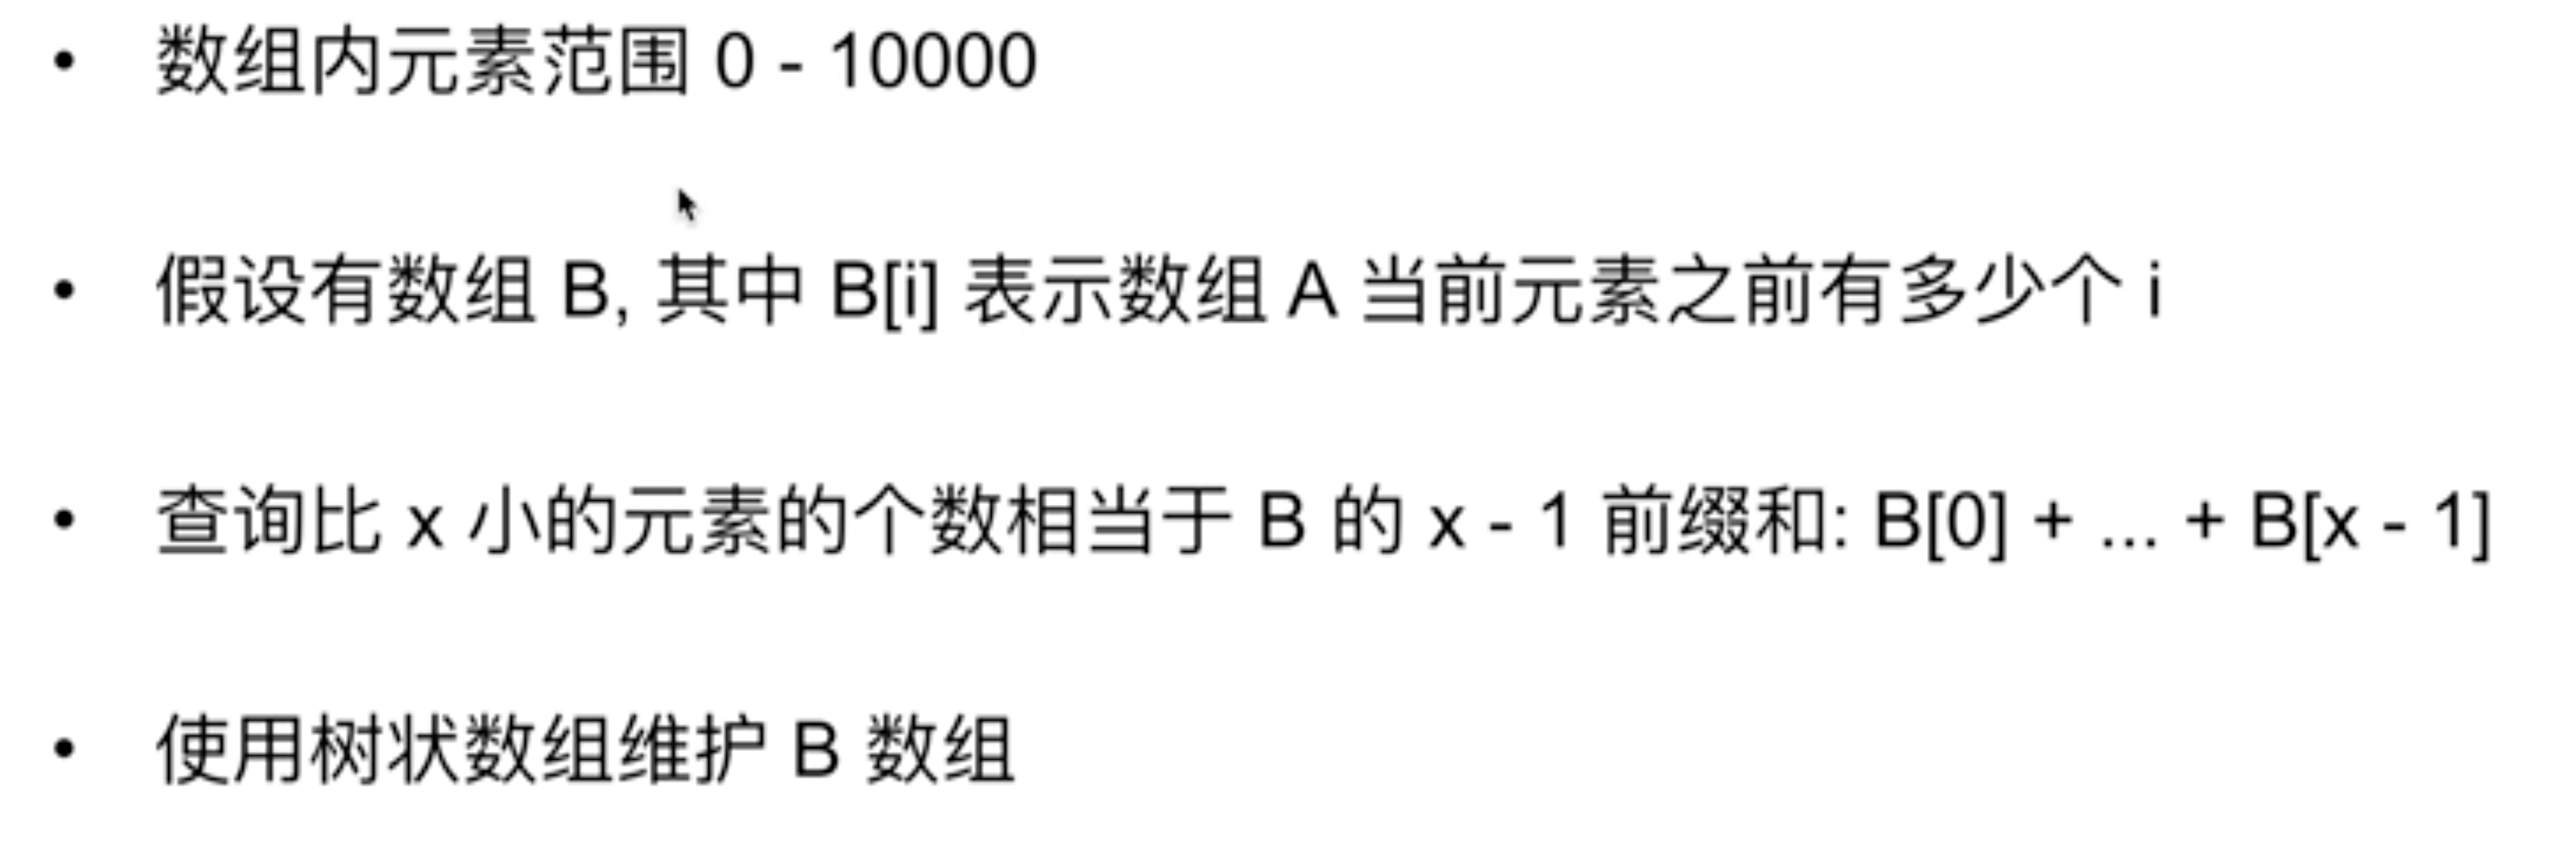 • 数组内元素范围 0 - 10000
• 假设有数组 B, 其中 B[i] 表示数组 A 当前元素之前有多少个 i
• 查询比 x 小的元素的个数相当于 B 的 x - 1 前缀和: B[0] + ... + B[x - 1]
• 使用树状数组维护 B 数组